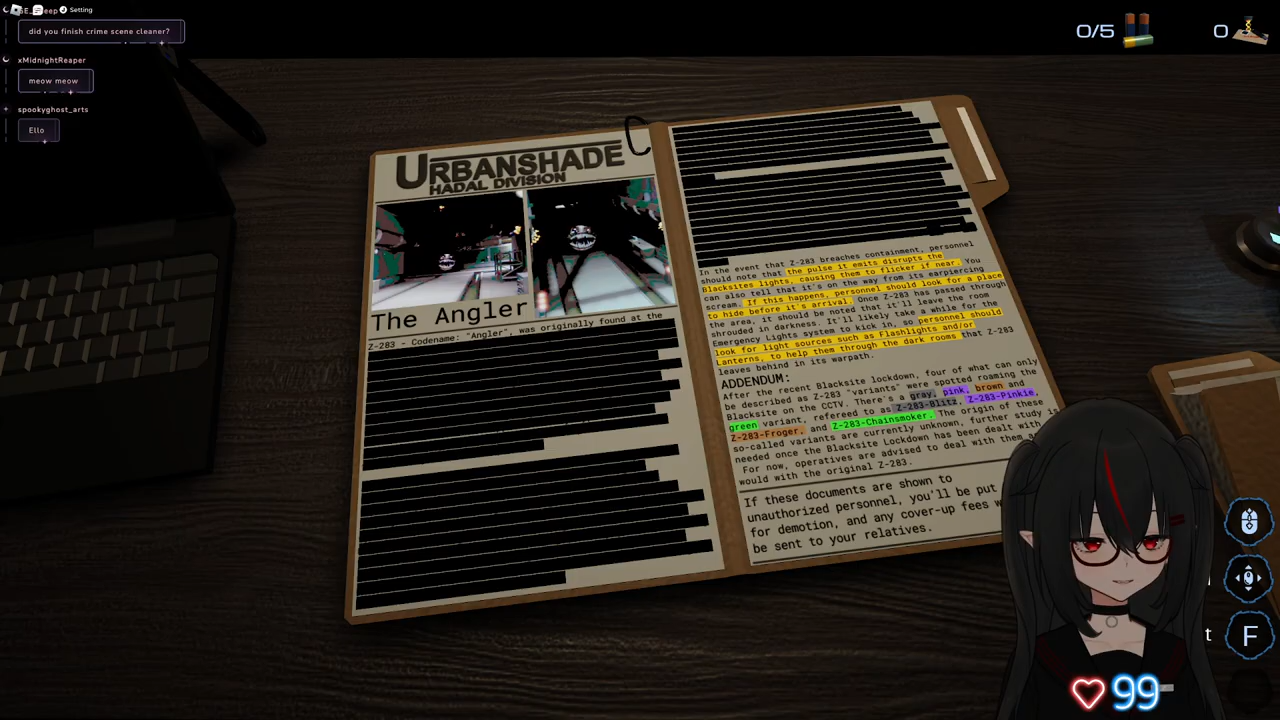 Setting
did you finish crime scene cleaner?
xMidnightReaper
meow meow
spookyghost_arts
Ello
0/5
0
URBANSHADE
HADAL DIVISION
The Angler
Z-283 - Codename: "Angler", was originally found at the
In the event that Z-283 breaches containment, personnel
should note that the pulse it emits disrupts the
Blacksites lights, causing them to flicker if near. You
can also tell that it's on the way from its earpiercing
scream. If this happens, personnel should look for a place
to hide before it's arrival. Once Z-283 has passed through
the area, it should be noted that it'll leave the room
shrouded in darkness. It'll likely take a while for the
Emergency Lights system to kick in, so personnel should
look for light sources such as Flashlights and/or
Lanterns, to help them through the dark rooms that Z-283
leaves behind in its warpath.
ADDENDUM:
After the recent Blacksite lockdown, four of what can only
be described as Z-283 "variants" were spotted roaming the
Blacksite on the CCTV. There's a gray, pink, brown and
green variant, refereed to as Z-283-Blitz, Z-283-Pinkie,
Z-283-Froger, and Z-283-Chainsmoker. The origin of these
so-called variants are currently unknown, further study is
needed once the Blacksite Lockdown has been dealt with.
For now, operatives are advised to deal with them as
would with the original Z-283.
If these documents are shown to
unauthorized personnel, you'll be put
for demotion, and any cover-up fees
be sent to your relatives.
t
F
99